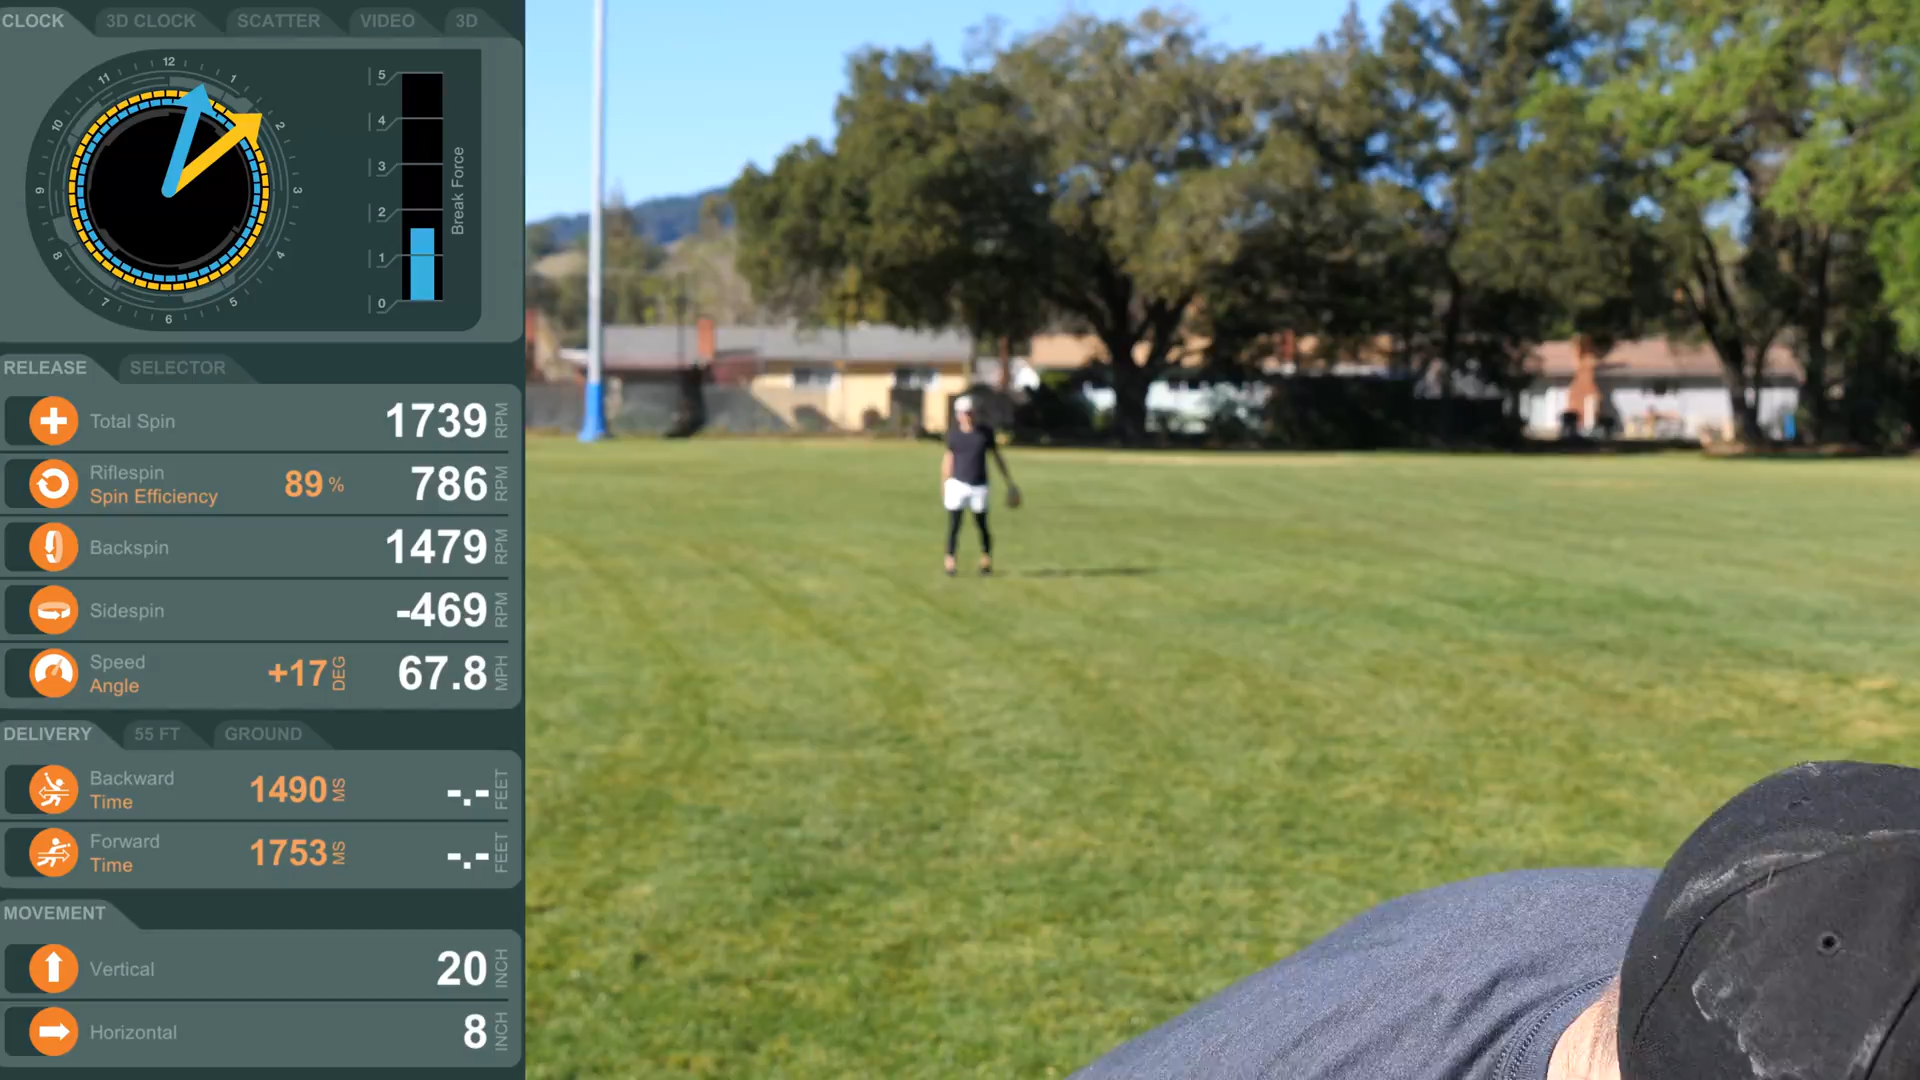 CLOCK 3D CLOCK SCATTER VIDEO 3D
12
11 1
10 2
9 3
8 4
7 5
6
5
4
3
2
1
0
Break Force
RELEASE SELECTOR
Total Spin 1739 RPM
Riflespin
Spin Efficiency 89 % 786 RPM
Backspin 1479 RPM
Sidespin -469 RPM
Speed
Angle +17 DEG 67.8 MPH
DELIVERY 55 FT GROUND
Backward
Time 1490 MS -.- FEET
Forward
Time 1753 MS -.- FEET
MOVEMENT
Vertical 20 INCH
Horizontal 8 INCH